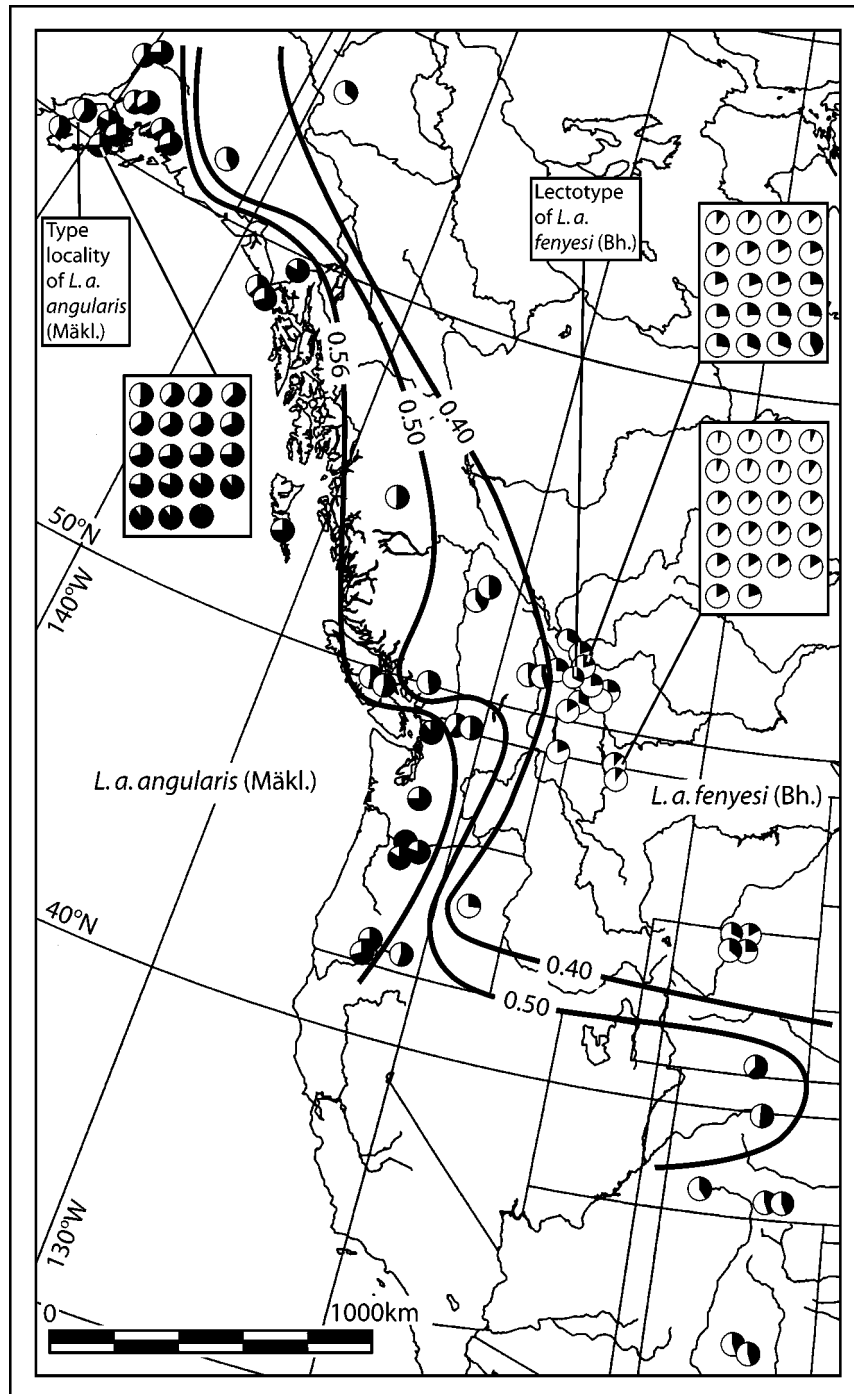 Type
locality
of L. a.
angularis
(Mäkl.)
Lectotype
of L. a.
fenyesi (Bh.)
0.56
0.50
0.40
50°N
140°W
L. a. angularis (Mäkl.)
L. a. fenyesi (Bh.)
40°N
0.40
0.50
130°W
0
1000km